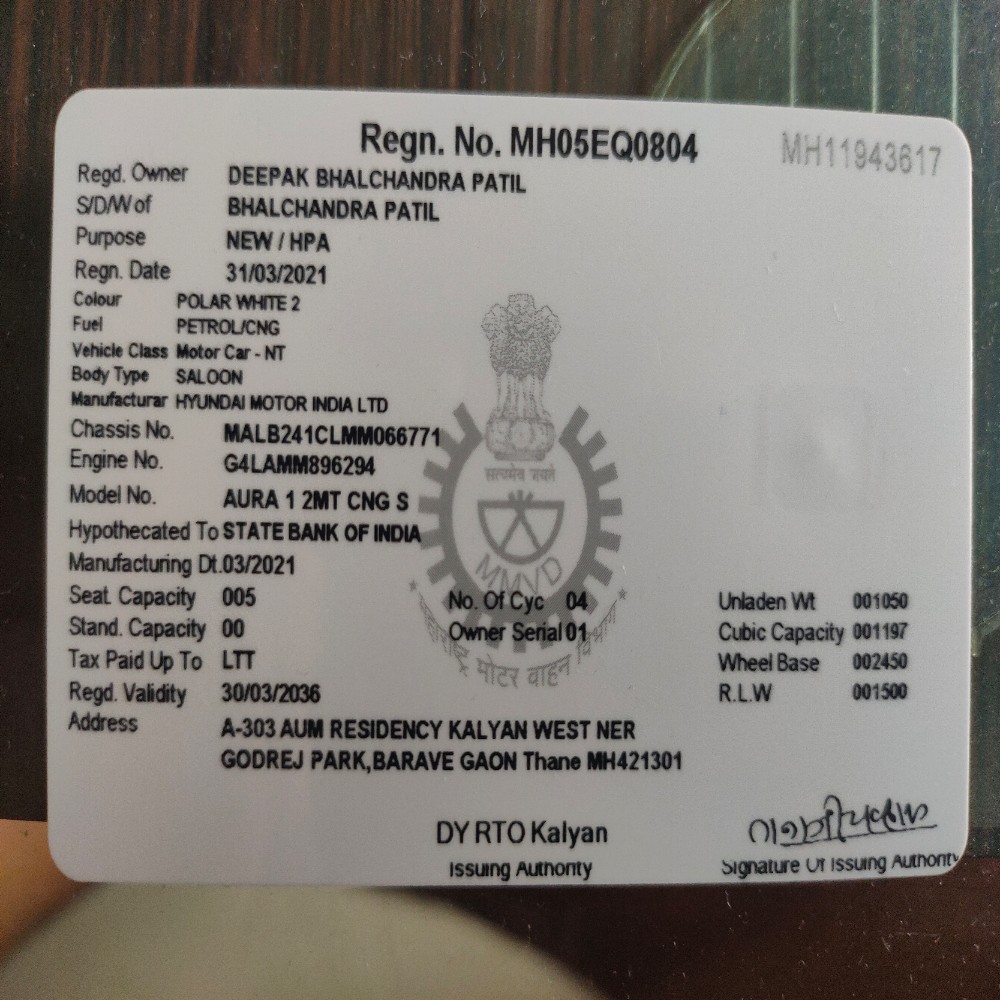 Regn. No. MH05EQ0804 MH11943617
Regd. Owner DEEPAK BHALCHANDRA PATIL
S/D/W of BHALCHANDRA PATIL
Purpose NEW / HPA
Regn. Date 31/03/2021
Colour POLAR WHITE 2
Fuel PETROL/CNG
Vehicle Class Motor Car - NT
Body Type SALOON
Manufacturar HYUNDAI MOTOR INDIA LTD
Chassis No. MALB241CLMM066771
Engine No. G4LAMM896294
सत्यमेव जयते
Model No. AURA 1 2MT CNG S
Hypothecated To STATE BANK OF INDIA
Manufacturing Dt.03/2021
MMVD
Seat. Capacity 005 No. Of Cyc 04 Unladen Wt 001050
Stand. Capacity 00 Owner Serial 01 Cubic Capacity 001197
Tax Paid Up To LTT Wheel Base 002450
मोटर वाहन
Regd. Validity 30/03/2036 R.L.W 001500
Address A-303 AUM RESIDENCY KALYAN WEST NER
GODREJ PARK,BARAVE GAON Thane MH421301
DY RTO Kalyan
Issuing Authority Signature Of Issuing Authority